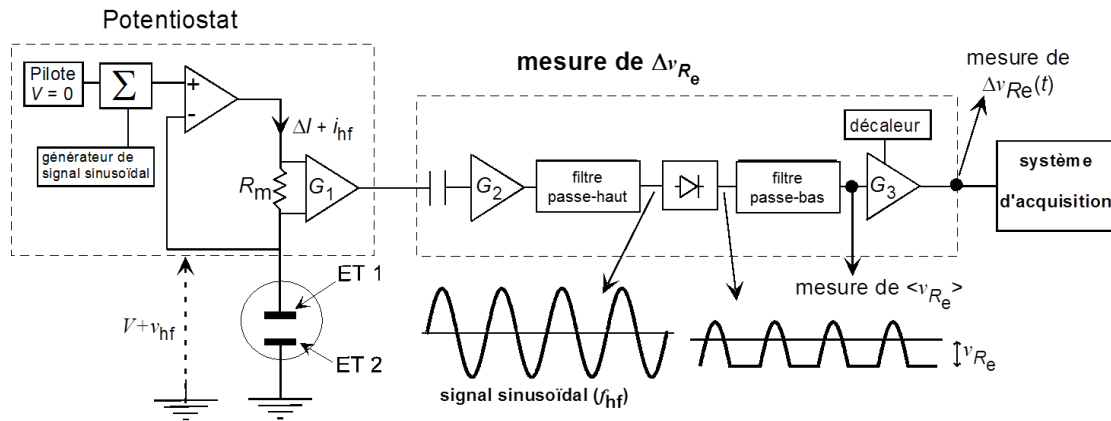 Potentiostat
Pilote
V = 0
Σ
+
-
générateur de
signal sinusoïdal
ΔI + i_hf
R_m
G_1
V+v_hf
ET 1
ET 2
mesure de Δv_Re
G_2
filtre
passe-haut
filtre
passe-bas
décaleur
G_3
mesure de
Δv_Re(t)
système
d'acquisition
mesure de <v_Re>
signal sinusoïdal (f_hf)
v_Re